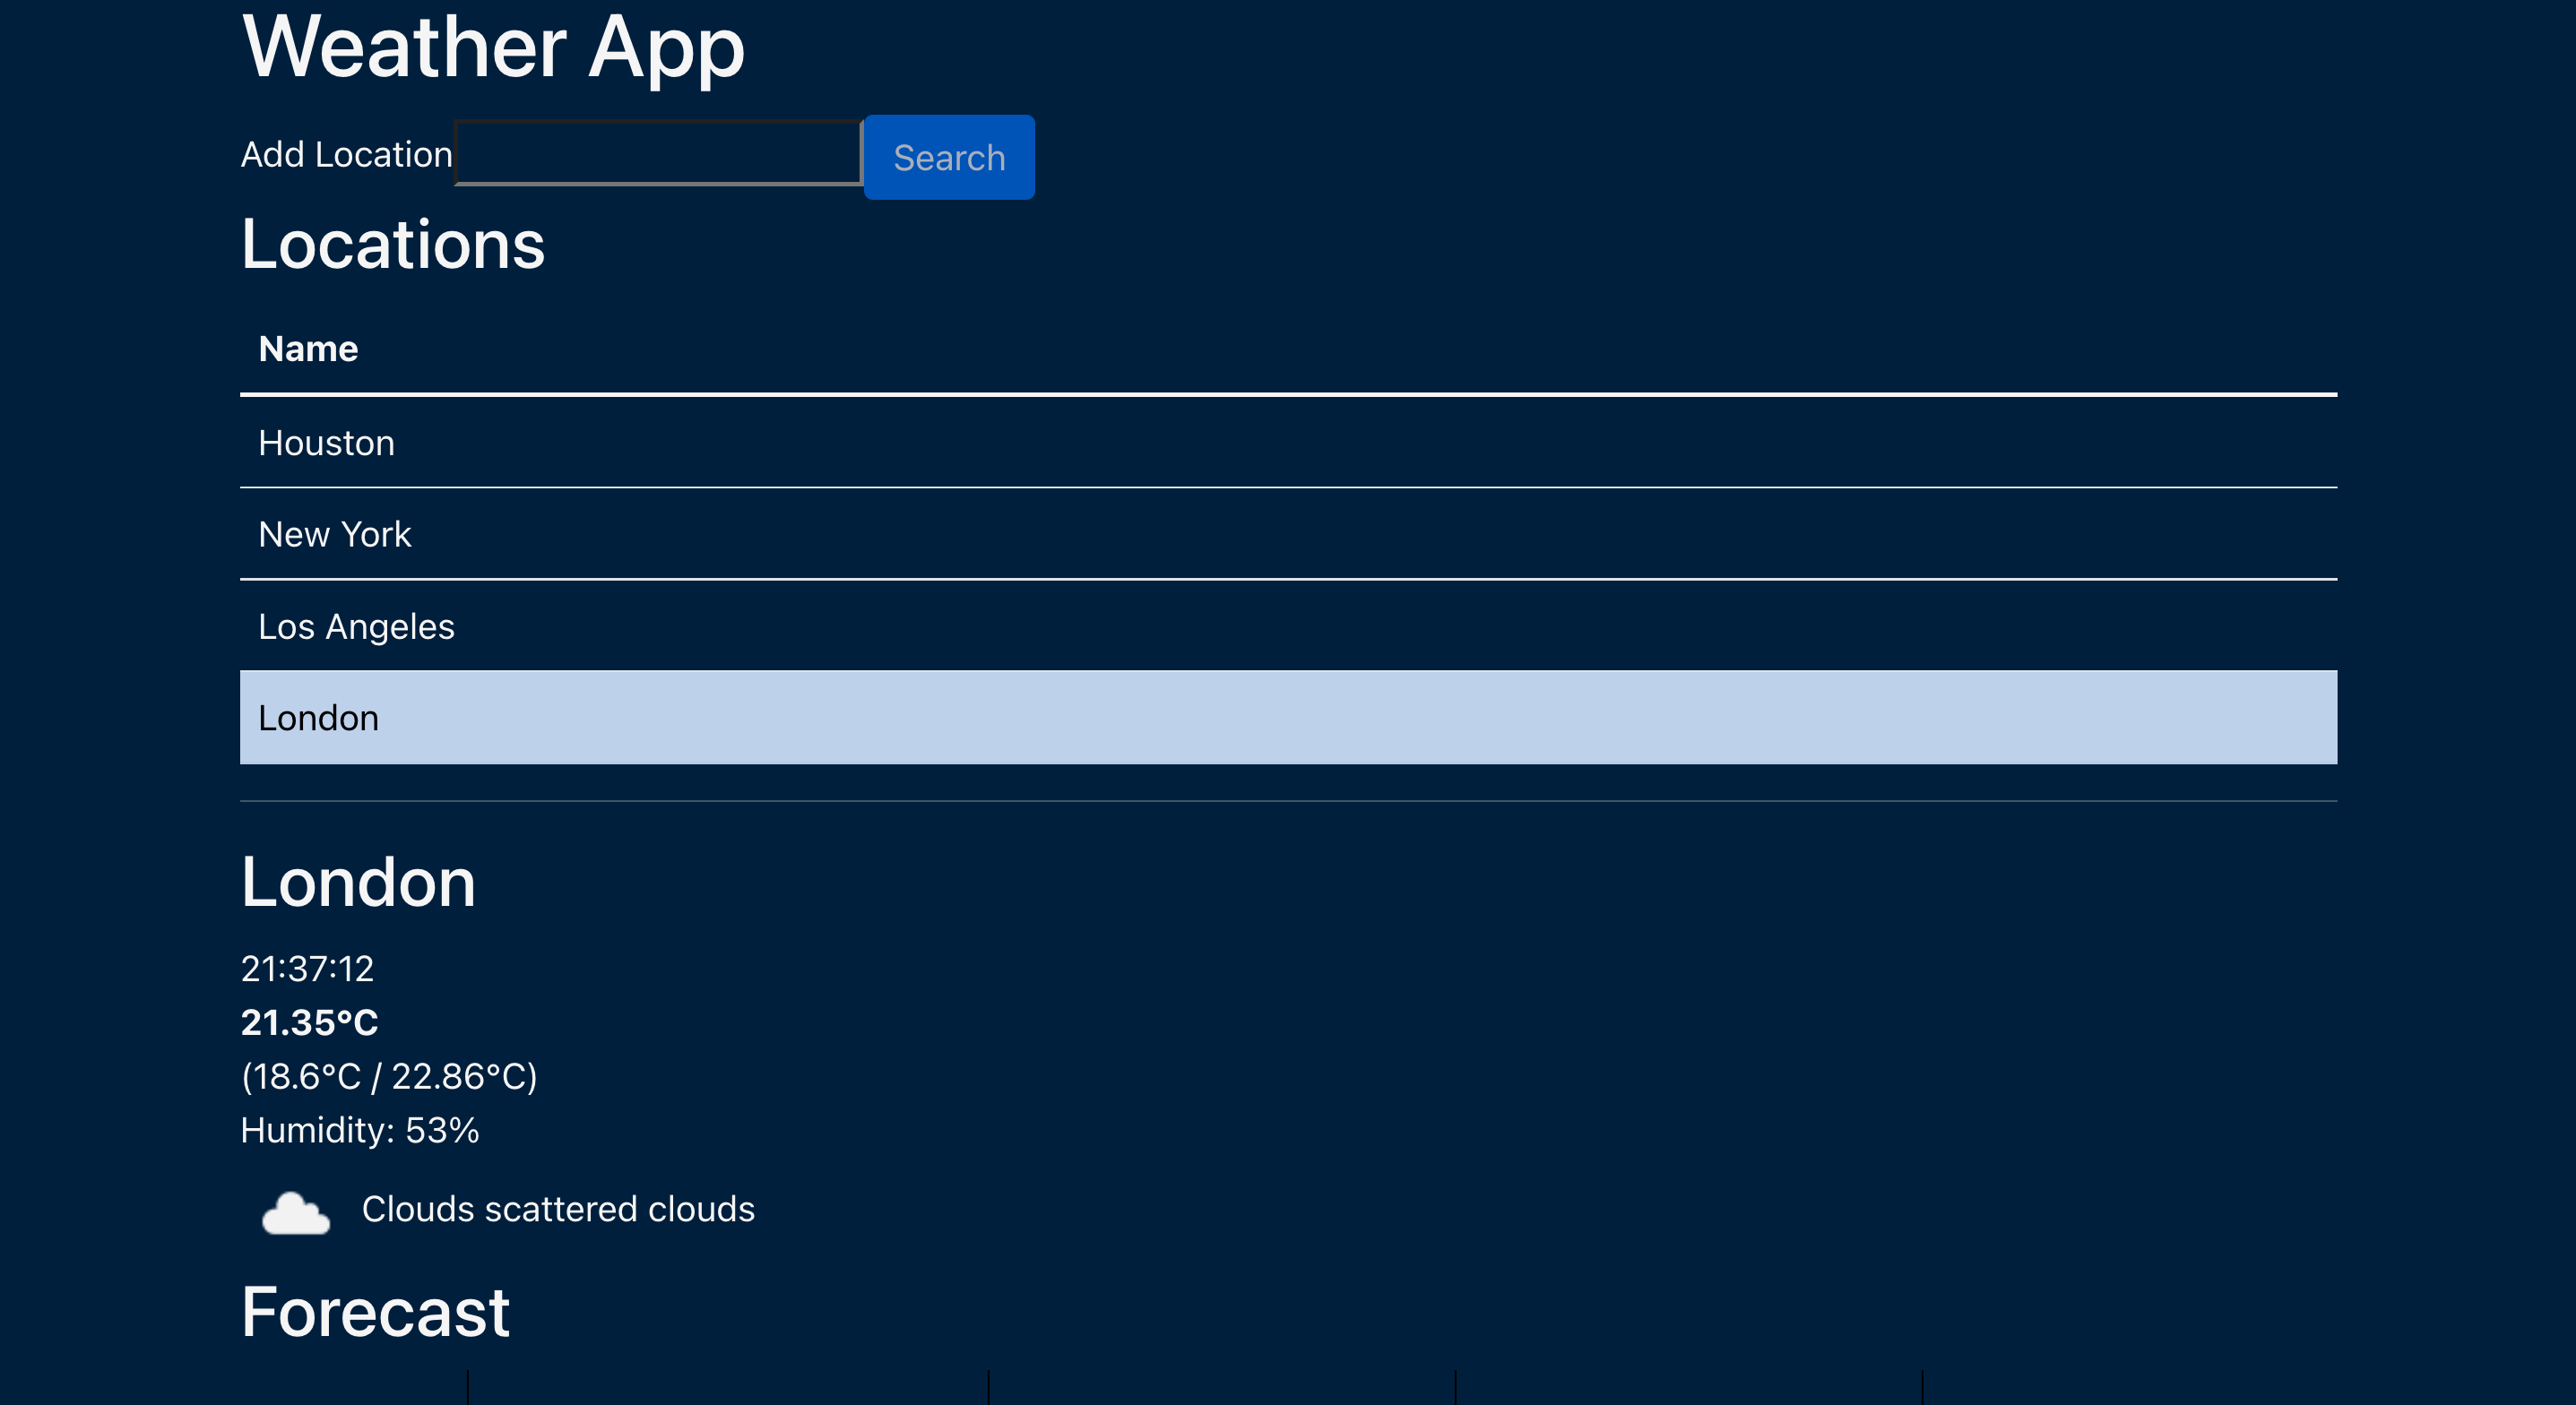 Weather App
Add Location Search
Locations
Name
Houston
New York
Los Angeles
London
London
21:37:12
21.35°C
(18.6°C / 22.86°C)
Humidity: 53%
Clouds scattered clouds
Forecast